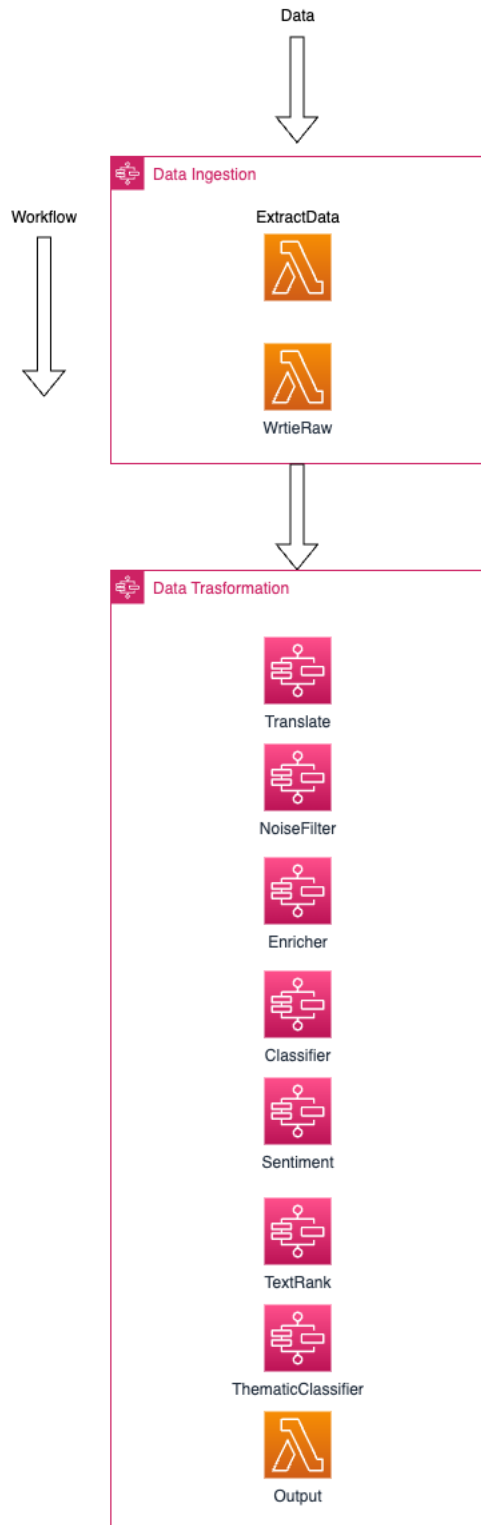 Data
Data Ingestion
Workflow
ExtractData
WrtieRaw
Data Trasformation
Translate
NoiseFilter
Enricher
Classifier
Sentiment
TextRank
ThematicClassifier
Output